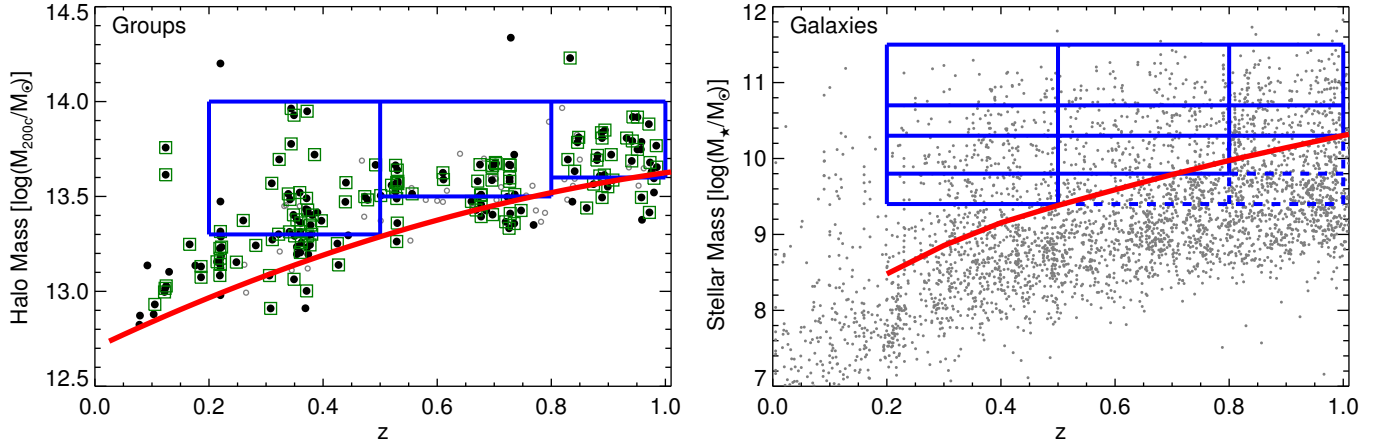 Groups
14.5
14.0
13.5
13.0
12.5
Halo Mass [log(M200c/M☉)]
0.0 0.2 0.4 0.6 0.8 1.0
z
Galaxies
12
11
10
9
8
7
Stellar Mass [log(M★/M☉)]
0.0 0.2 0.4 0.6 0.8 1.0
z